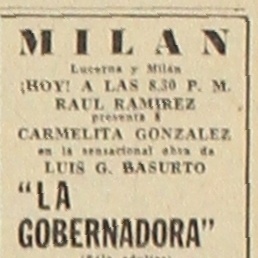 MILAN
Lucerna y Milán
¡HOY! A LAS 8.30 P. M.
RAUL RAMIREZ
presenta a
CARMELITA GONZALEZ
en la sensacional obra de
LUIS G. BASURTO
"LA
GOBERNADORA"